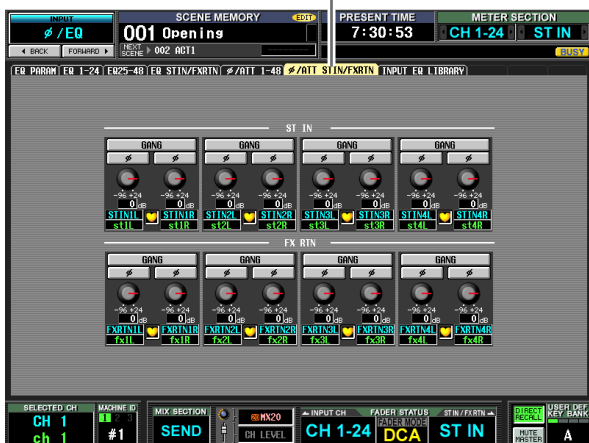 INPUT
ø/EQ
BACK
FORWARD
SCENE MEMORY
EDIT
001 Opening
NEXT SCENE 002 ACT1
PRESENT TIME
7:30:53
METER SECTION
CH 1-24 ST IN
BUSY
EQ PARAM EQ 1-24 EQ25-48 EQ STIN/FXRTN ø/ATT 1-48 ø/ATT STIN/FXRTN INPUT EQ LIBRARY
ST IN
GANG GANG GANG GANG
ø ø ø ø ø ø ø ø
-96 +24 -96 +24 -96 +24 -96 +24 -96 +24 -96 +24 -96 +24 -96 +24
0 dB 0 dB 0 dB 0 dB 0 dB 0 dB 0 dB 0 dB
STIN1L STIN1R STIN2L STIN2R STIN3L STIN3R STIN4L STIN4R
st1L st1R st2L st2R st3L st3R st4R st4R
FX RTN
GANG GANG GANG GANG
ø ø ø ø ø ø ø ø
-96 +24 -96 +24 -96 +24 -96 +24 -96 +24 -96 +24 -96 +24 -96 +24
0 dB 0 dB 0 dB 0 dB 0 dB 0 dB 0 dB 0 dB
FXRTN1L FXRTN1R FXRTN2L FXRTN2R FXRTN3L FXRTN3R FXRTN4L FXRTN4R
fx1L fx1R fx2L fx2R fx3L fx3R fx4L fx4R
SELECTED CH
CH 1
ch 1
MACHINE ID
1 2 3
#1
MIX SECTION
SEND
MX20
CH LEVEL
INPUT CH
FADER STATUS
ST IN / FXRTN
CH 1-24
FADER MODE
DCA
ST IN
DIRECT RECALL
MUTE MASTER
USER DEF KEY BANK
A